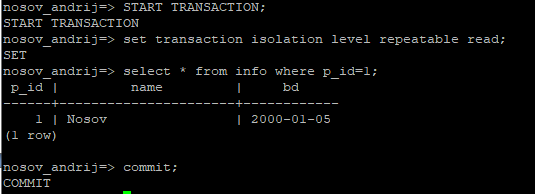 nosov_andrij=> START TRANSACTION;
START TRANSACTION
nosov_andrij=> set transaction isolation level repeatable read;
SET
nosov_andrij=> select * from info where p_id=1;
 p_id |         name          |     bd
------+-----------------------+------------
    1 | Nosov                 | 2000-01-05
(1 row)

nosov_andrij=> commit;
COMMIT